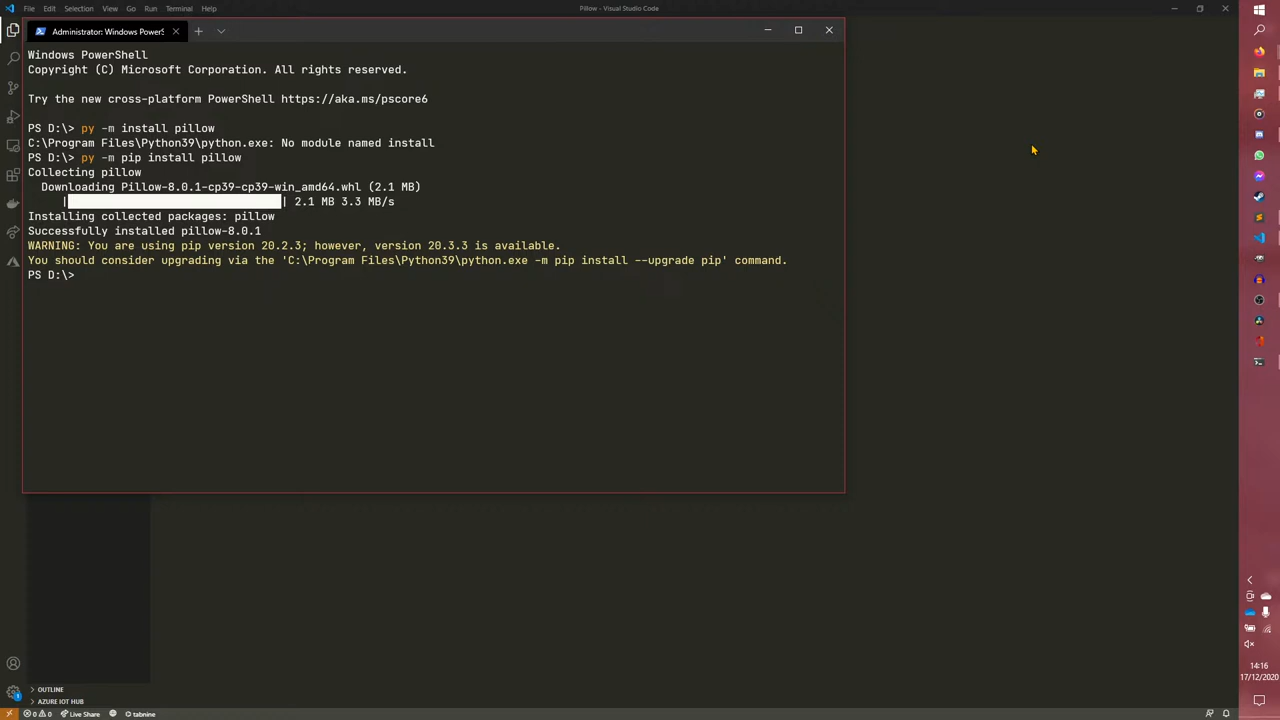 File Edit Selection View Go Run Terminal Help
Pillow - Visual Studio Code
Administrator: Windows PowerS
Windows PowerShell
Copyright (C) Microsoft Corporation. All rights reserved.
Try the new cross-platform PowerShell https://aka.ms/pscore6
PS D:\> py -m install pillow
C:\Program Files\Python39\python.exe: No module named install
PS D:\> py -m pip install pillow
Collecting pillow
Downloading Pillow-8.0.1-cp39-cp39-win_amd64.whl (2.1 MB)
| | 2.1 MB 3.3 MB/s
Installing collected packages: pillow
Successfully installed pillow-8.0.1
WARNING: You are using pip version 20.2.3; however, version 20.3.3 is available.
You should consider upgrading via the 'C:\Program Files\Python39\python.exe -m pip install --upgrade pip' command.
PS D:\>
OUTLINE
AZURE IOT HUB
0 0 Live Share tabnine
1
14:16
17/12/2020